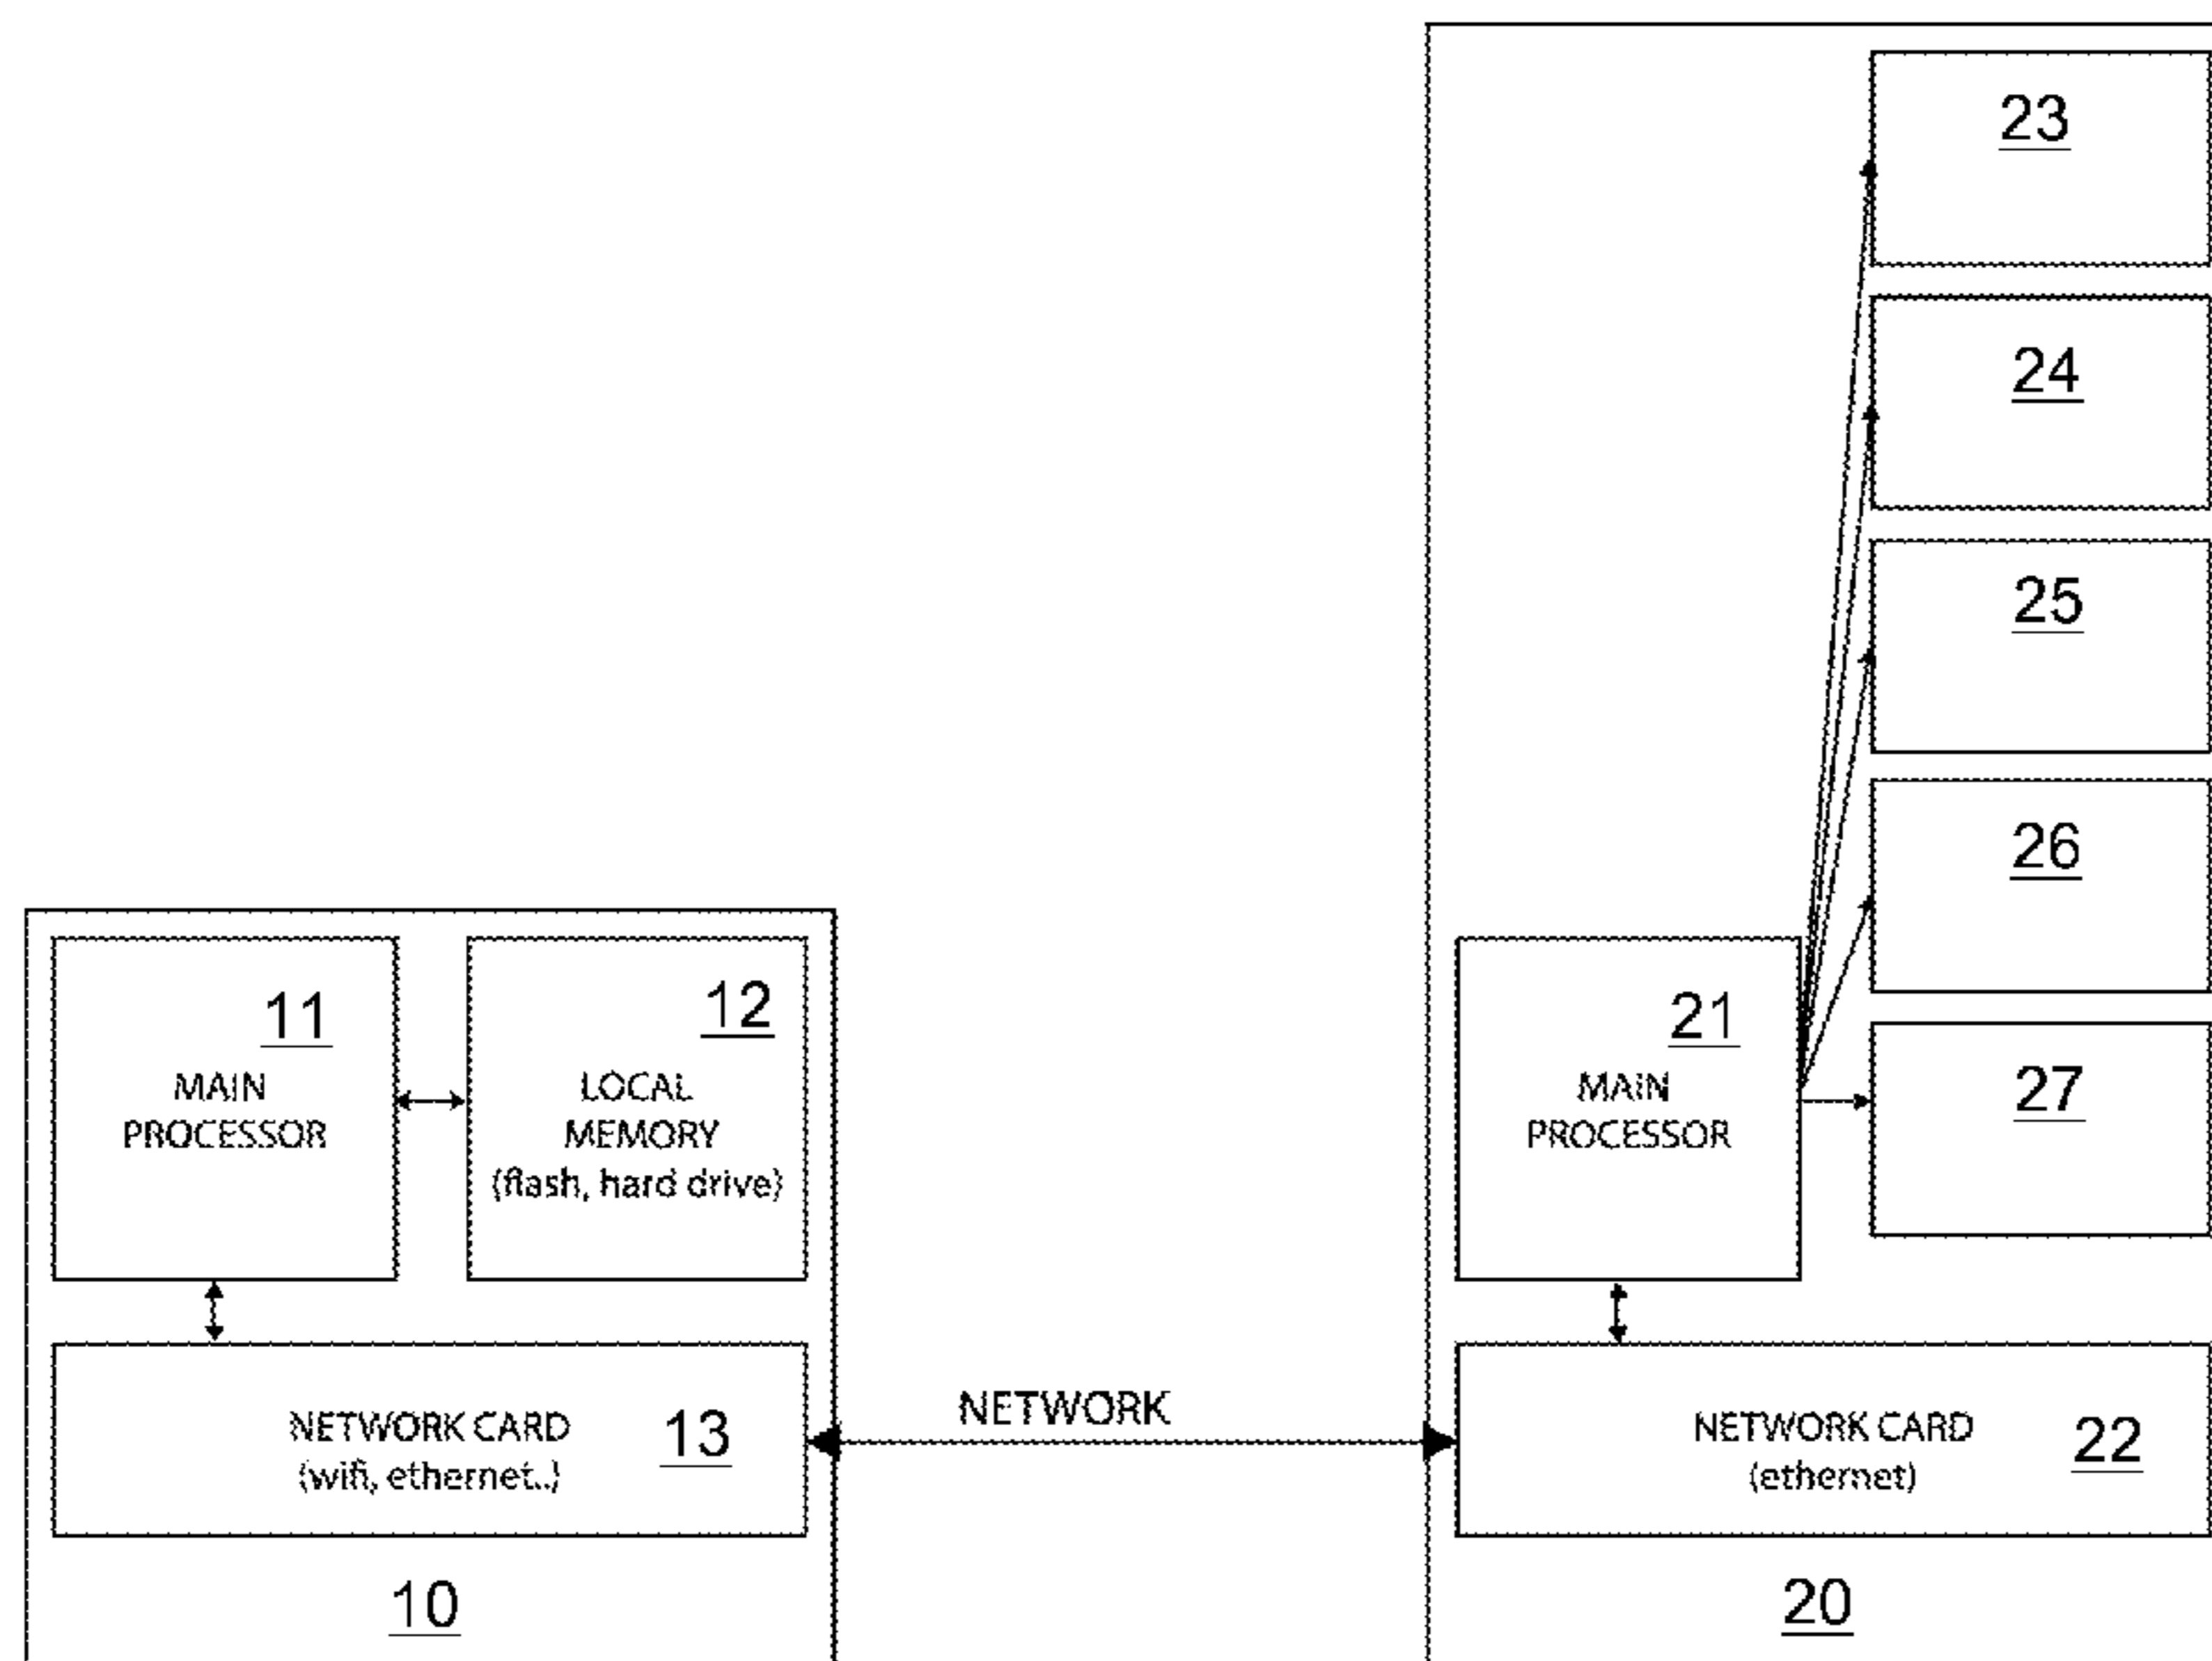 23
24
25
26
27
11
MAIN
PROCESSOR
12
LOCAL
MEMORY
(flash, hard drive)
21
MAIN
PROCESSOR
NETWORK CARD
(wifi, ethernet..)
13
NETWORK
NETWORK CARD
(ethernet)
22
10
20